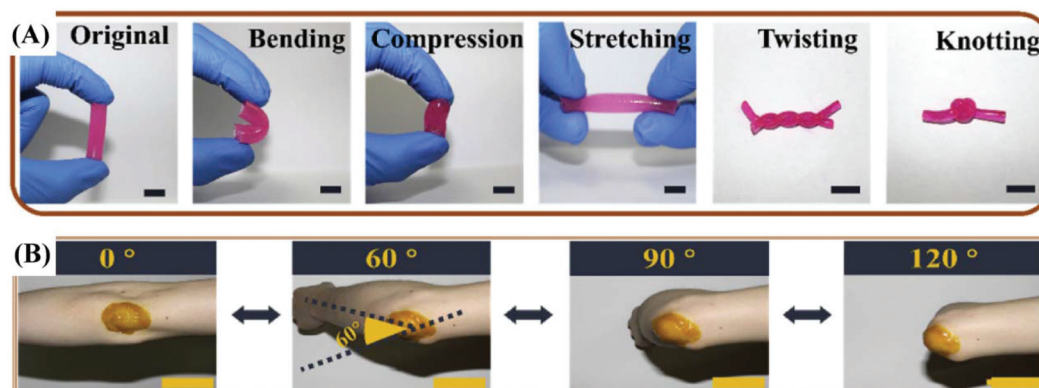 (A) Original Bending Compression Stretching Twisting Knotting
(B) 0 ° 60 ° 90 ° 120 °
60°